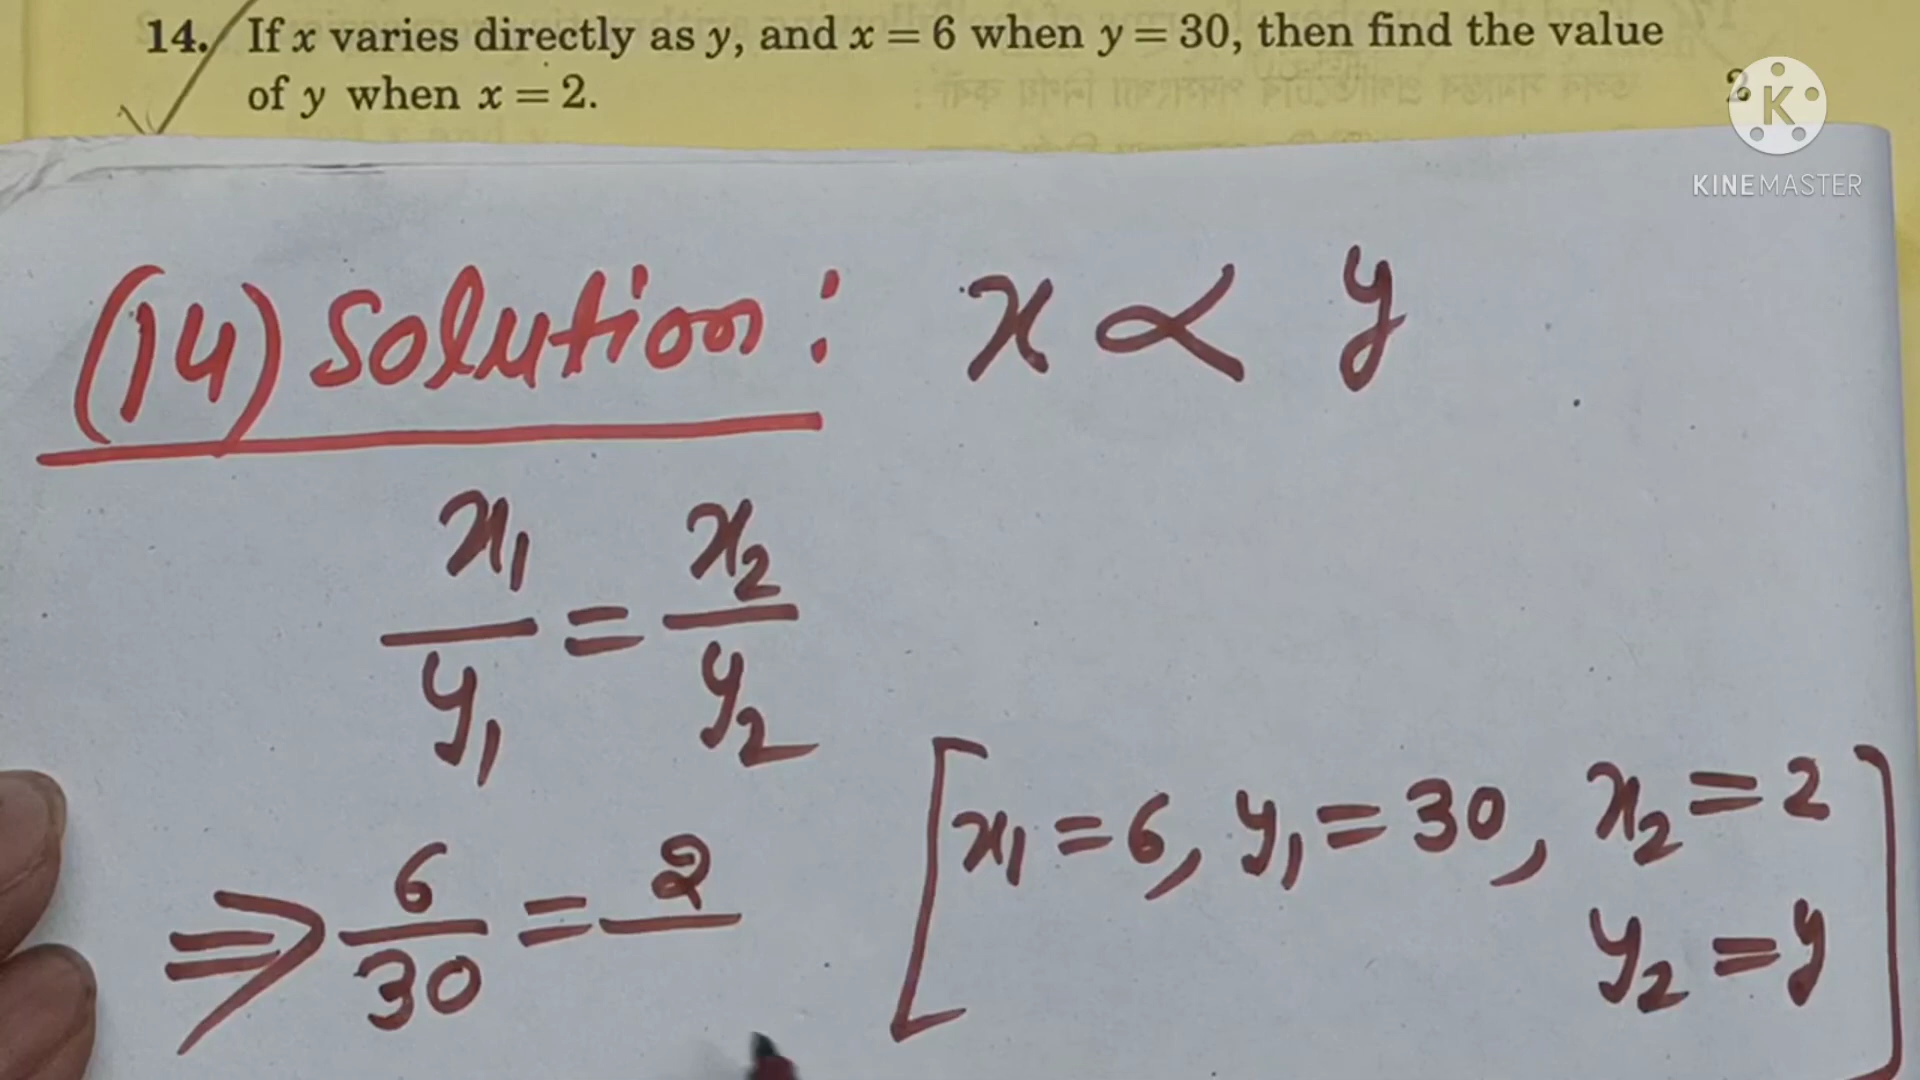 14. If x varies directly as y, and x = 6 when y = 30, then find the value
of y when x = 2. 2
KINEMASTER
(14) Solution : x ∝ y
x₁/y₁ = x₂/y₂
⇒ 6/30 = 2/
[x₁ = 6, y₁ = 30, x₂ = 2
y₂ = y]